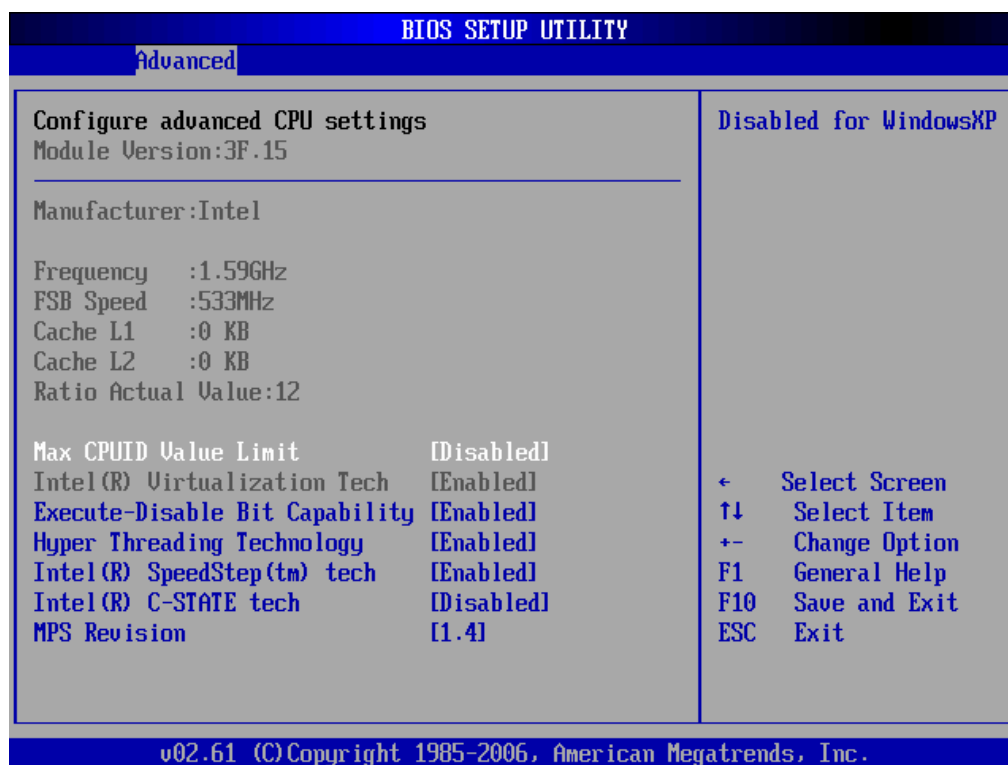 BIOS SETUP UTILITY
Advanced
Configure advanced CPU settings
Module Version:3F.15
Manufacturer:Intel
Frequency :1.59GHz
FSB Speed :533MHz
Cache L1 :0 KB
Cache L2 :0 KB
Ratio Actual Value:12
Max CPUID Value Limit [Disabled]
Intel(R) Virtualization Tech [Enabled]
Execute-Disable Bit Capability [Enabled]
Hyper Threading Technology [Enabled]
Intel(R) SpeedStep(tm) tech [Enabled]
Intel(R) C-STATE tech [Disabled]
MPS Revision [1.4]
Disabled for WindowsXP
← Select Screen
↑↓ Select Item
+- Change Option
F1 General Help
F10 Save and Exit
ESC Exit
v02.61 (C)Copyright 1985-2006, American Megatrends, Inc.